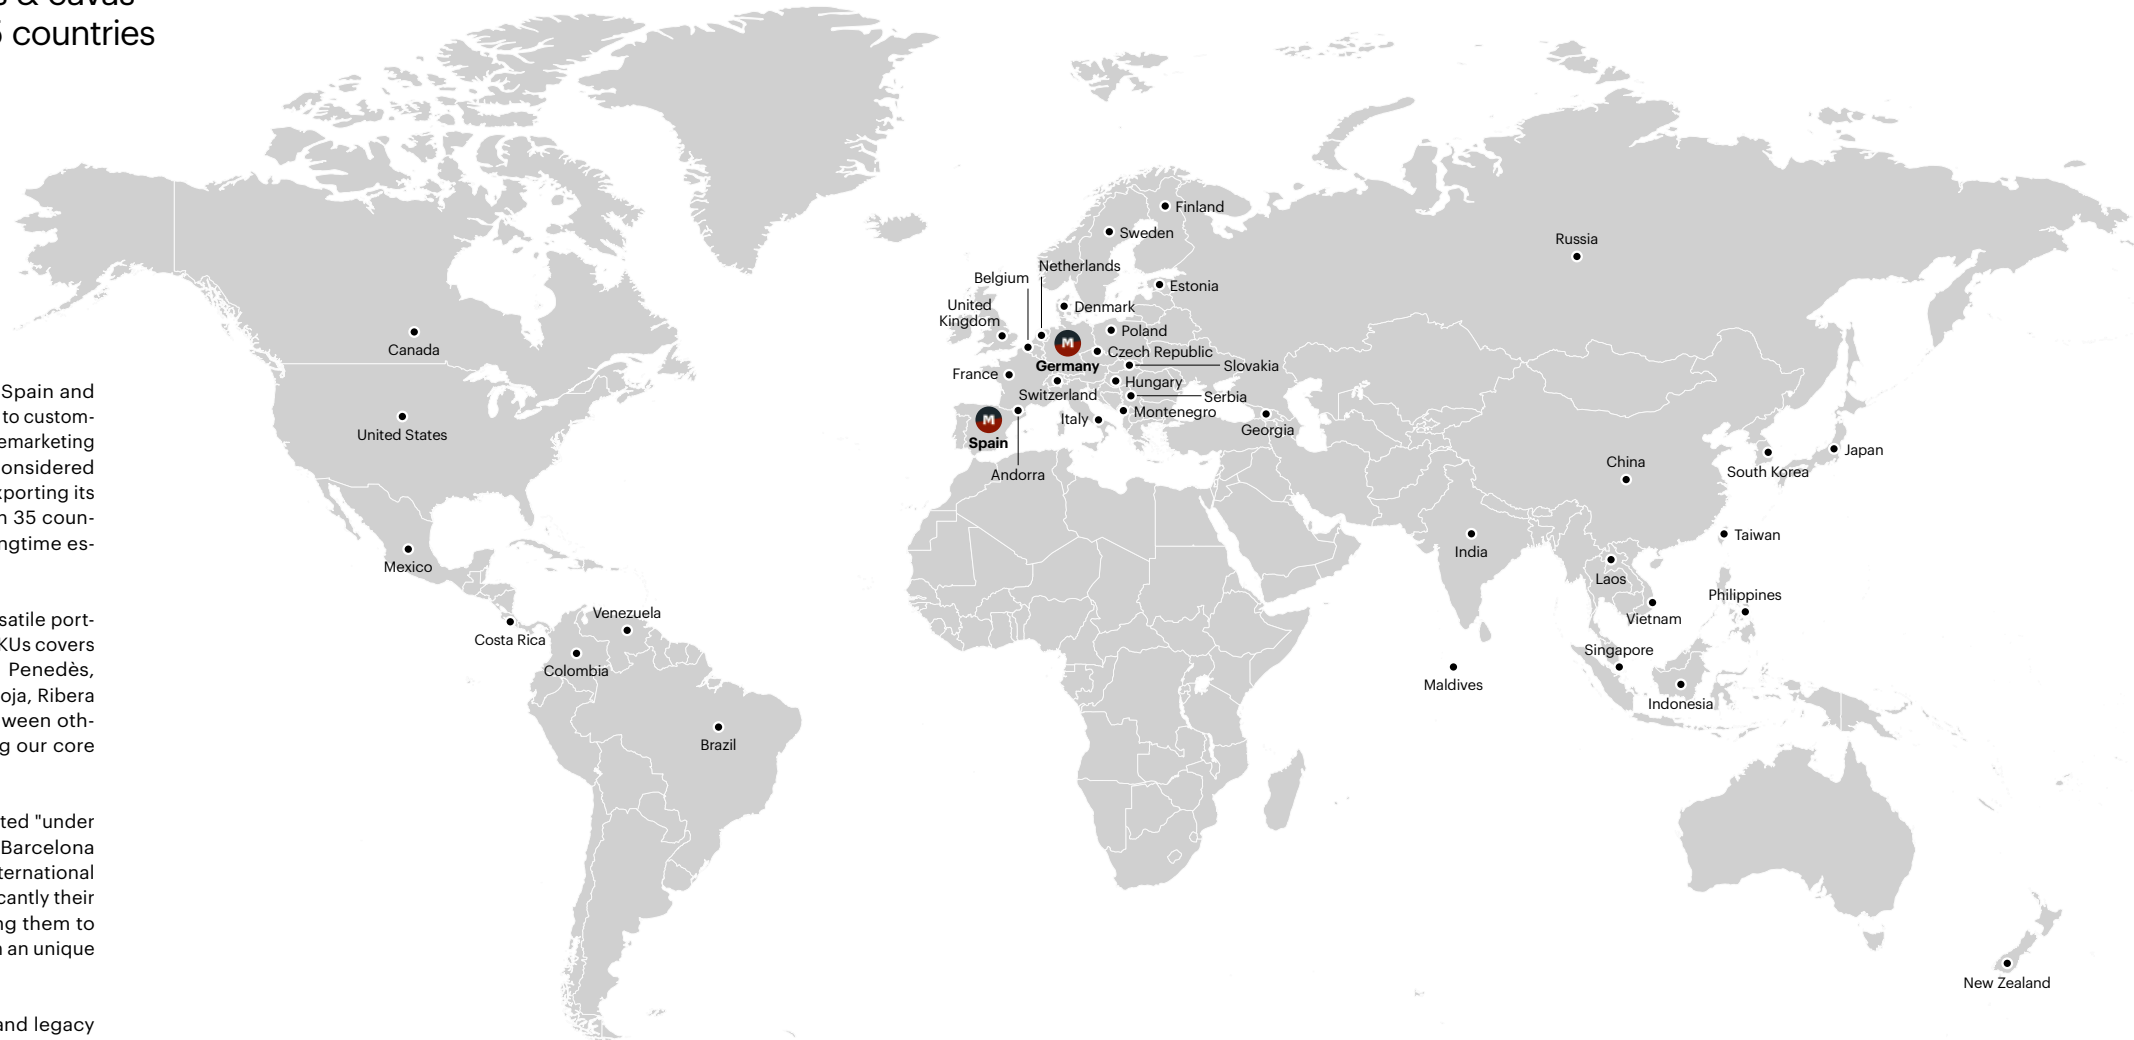 & cavas
countries
Spain and
to custom-
emarketing
onsidered
xporting its
35 coun-
ngtime es-
satile port-
KUs covers
Penedès,
oja, Ribera
ween oth-
g our core
ted "under
Barcelona
ternational
cantly their
ng them to
an unique
and legacy
Finland
Sweden
Russia
Netherlands
Belgium
Estonia
United
Kingdom
Denmark
Poland
M
Canada
Czech Republic
Germany
Slovakia
France
Hungary
Switzerland
Serbia
Montenegro
M
Italy
United States
Georgia
Spain
Japan
China
South Korea
Andorra
Taiwan
India
Mexico
Laos
Philippines
Venezuela
Vietnam
Costa Rica
Singapore
Colombia
Maldives
Indonesia
Brazil
New Zealand